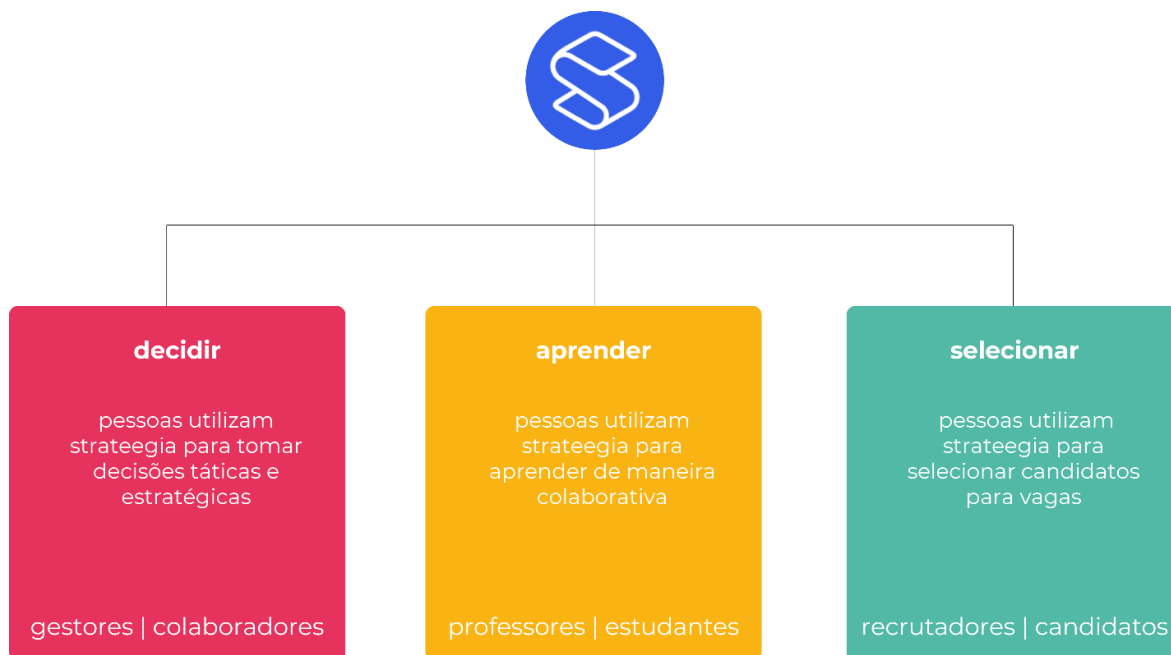 decidir
pessoas utilizam
strateegia para tomar
decisões táticas e
estratégicas
gestores | colaboradores
aprender
pessoas utilizam
strateegia para
aprender de maneira
colaborativa
professores | estudantes
selecionar
pessoas utilizam
strateegia para
selecionar candidatos
para vagas
recrutadores | candidatos